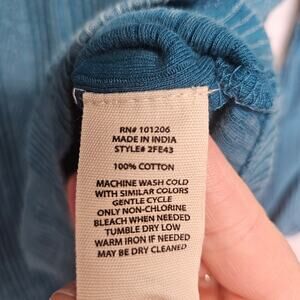 RN# 101206
MADE IN INDIA
STYLE# 2FE43
100% COTTON
MACHINE WASH COLD
WITH SIMILAR COLORS
GENTLE CYCLE
ONLY NON-CHLORINE
BLEACH WHEN NEEDED
TUMBLE DRY LOW
WARM IRON IF NEEDED
MAY BE DRY CLEANED